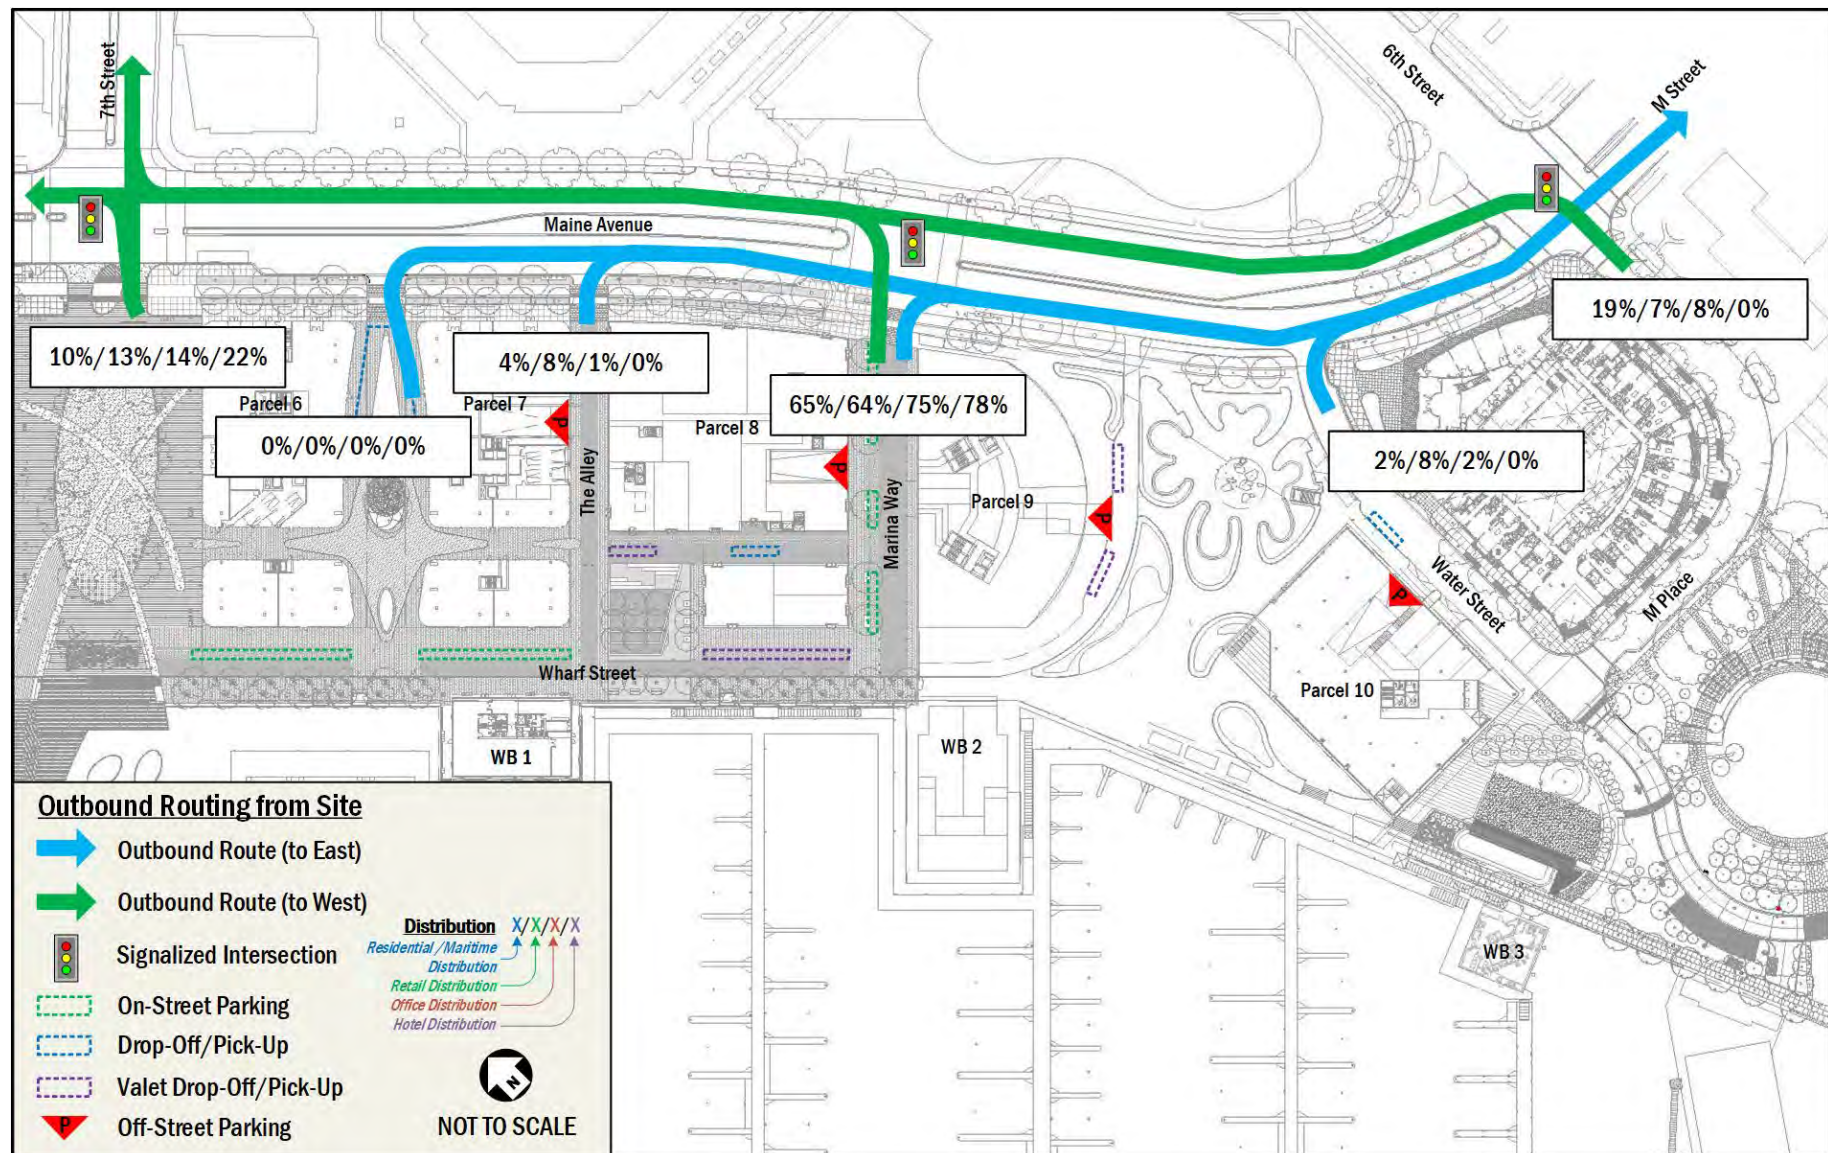 7th Street
6th Street
M Street
Maine Avenue
10%/13%/14%/22%
4%/8%/1%/0%
19%/7%/8%/0%
65%/64%/75%/78%
0%/0%/0%/0%
2%/8%/2%/0%
Parcel 6
Parcel 7
P
Parcel 8
P
The Alley
Marina Way
Parcel 9
P
P
Water Street
M Place
Wharf Street
Parcel 10
WB 1
WB 2
WB 3
Outbound Routing from Site
Outbound Route (to East)
Outbound Route (to West)
Signalized Intersection
On-Street Parking
Drop-Off/Pick-Up
Valet Drop-Off/Pick-Up
P Off-Street Parking
Distribution X/X/X/X
Residential/Maritime
Distribution
Retail Distribution
Office Distribution
Hotel Distribution
N
NOT TO SCALE